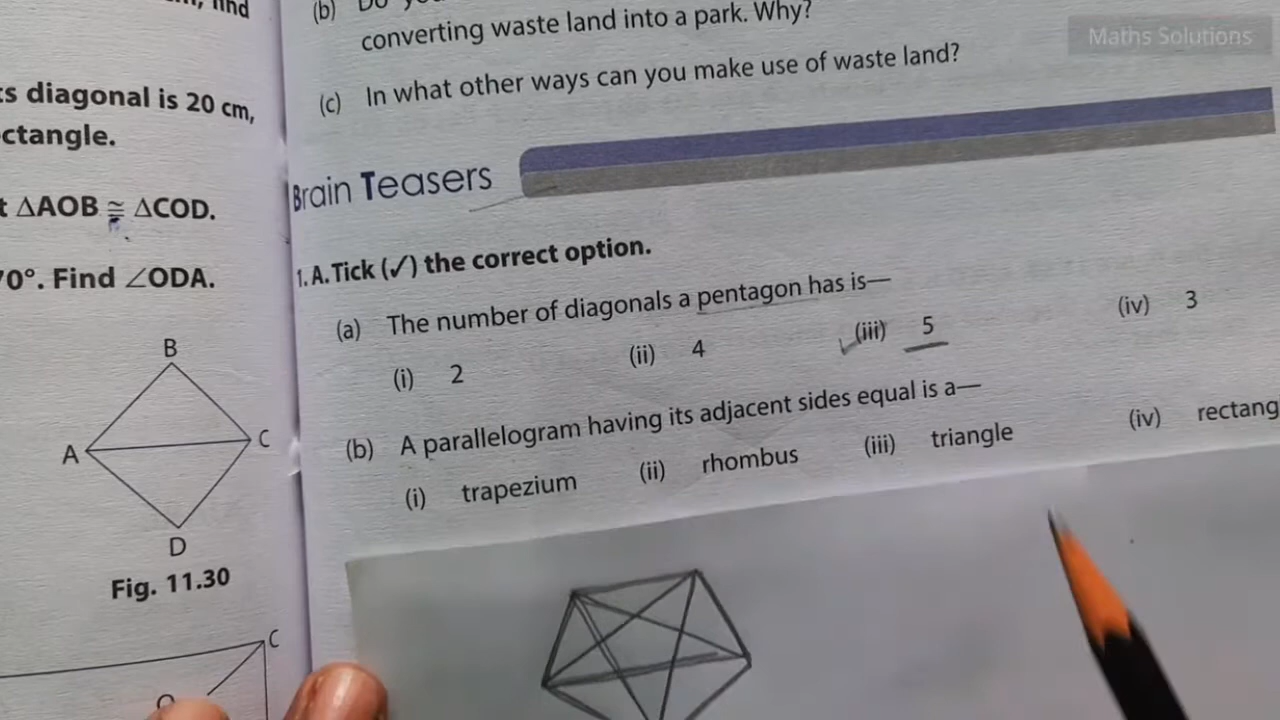 s diagonal is 20 cm,
ctangle.
t ΔAOB ≅ ΔCOD.
70°. Find ∠ODA.
B
A
C
D
Fig. 11.30
C
(b)
converting waste land into a park. Why?
(c) In what other ways can you make use of waste land?
Maths Solutions
Brain Teasers
1. A. Tick (✓) the correct option.
(a) The number of diagonals a pentagon has is—
(i) 2 (ii) 4 (iii) 5 (iv) 3
(b) A parallelogram having its adjacent sides equal is a—
(i) trapezium (ii) rhombus (iii) triangle (iv) rectang